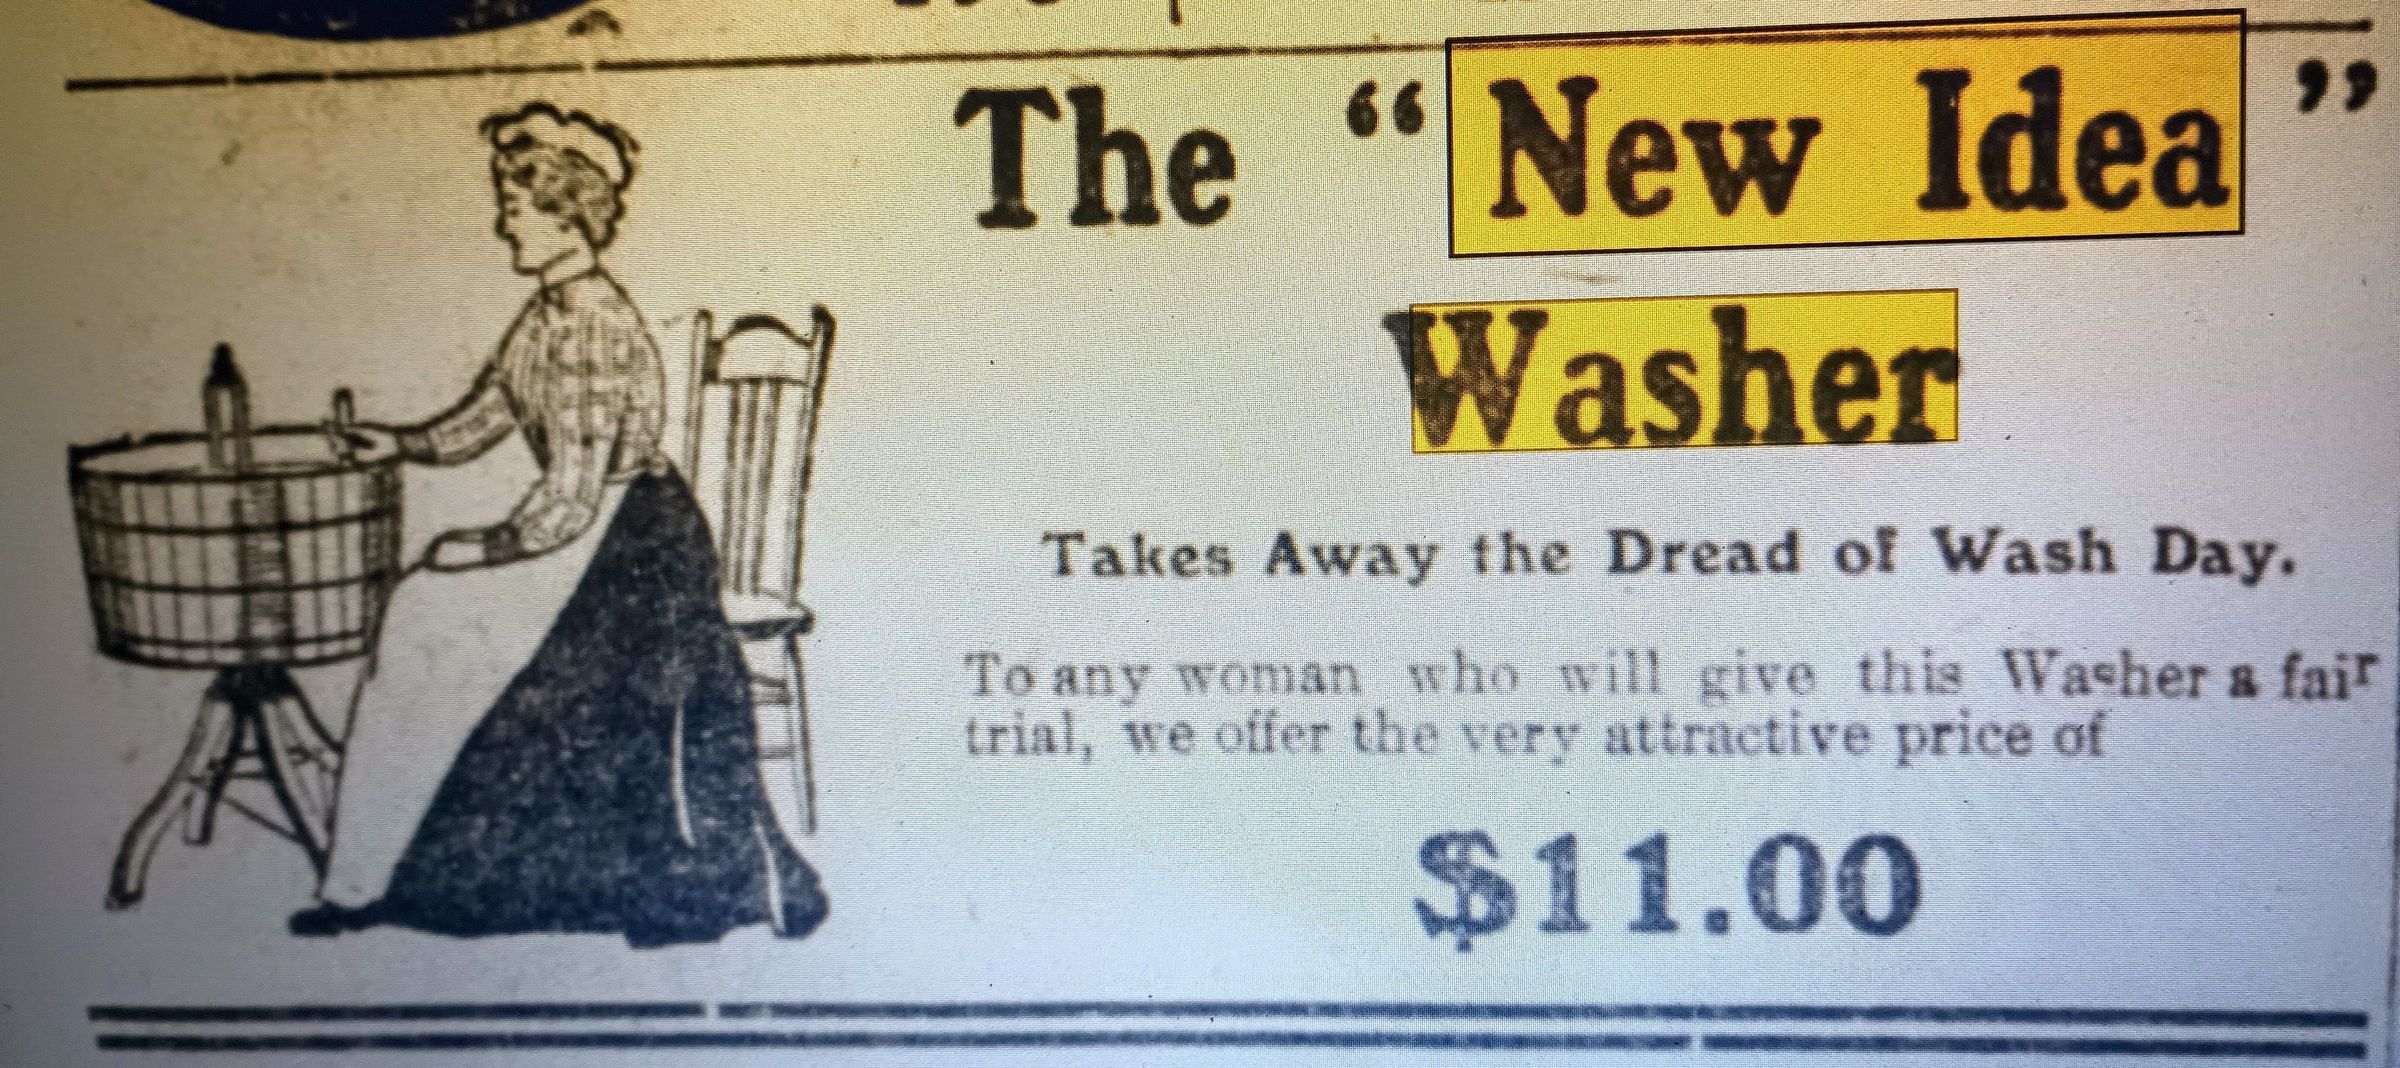 The “New Idea”
Washer
Takes Away the Dread of Wash Day.
To any woman who will give this Washer a fair
trial, we offer the very attractive price of
$11.00